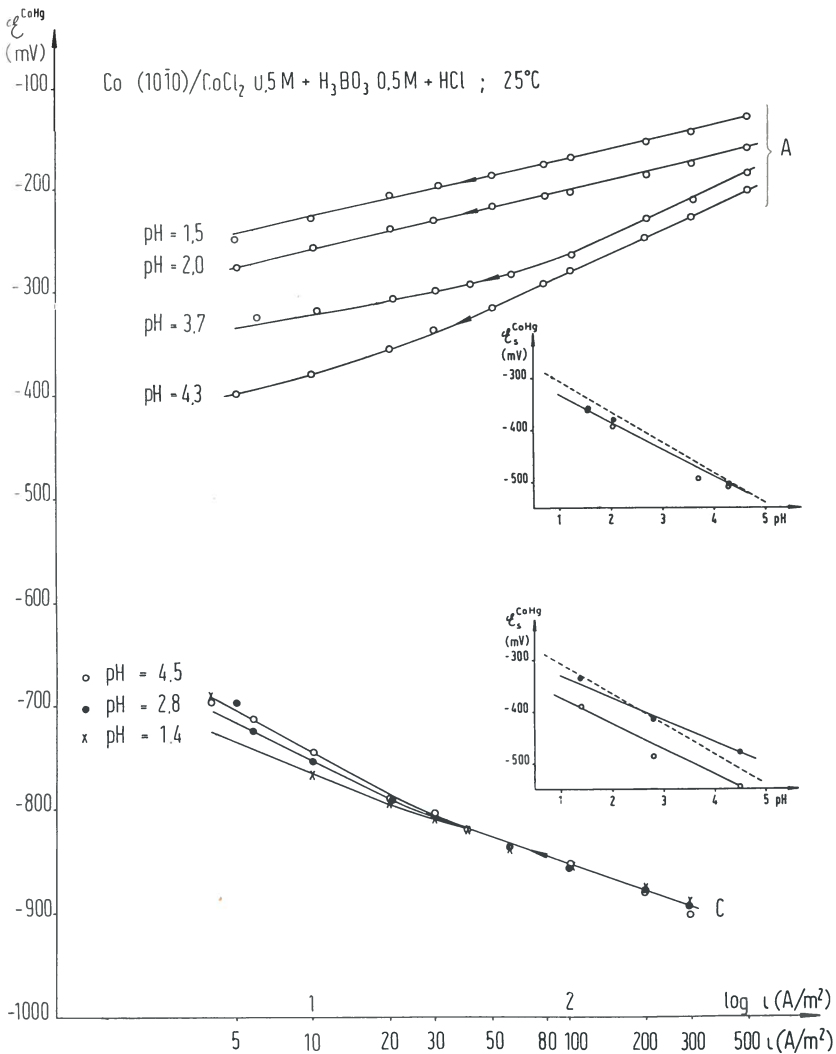 ℰ^CoHg
(mV)
Co (101̄0)/CoCl₂ 0,5 M + H₃BO₃ 0.5 M + HCl ; 25°C
-100
-200
-300
-400
-500
-600
-700
-800
-900
-1000
A
pH = 1,5
pH = 2,0
pH = 3,7
pH = 4,3
ℰₛ^CoHg
(mV)
-300
-400
-500
1 2 3 4 5 pH
ℰₛ^CoHg
(mV)
-300
-400
-500
1 2 3 4 5 pH
o pH = 4,5
● pH = 2,8
x pH = 1,4
C
1 2 log ι (A/m²)
5 10 20 30 50 80 100 200 300 500 ι (A/m²)